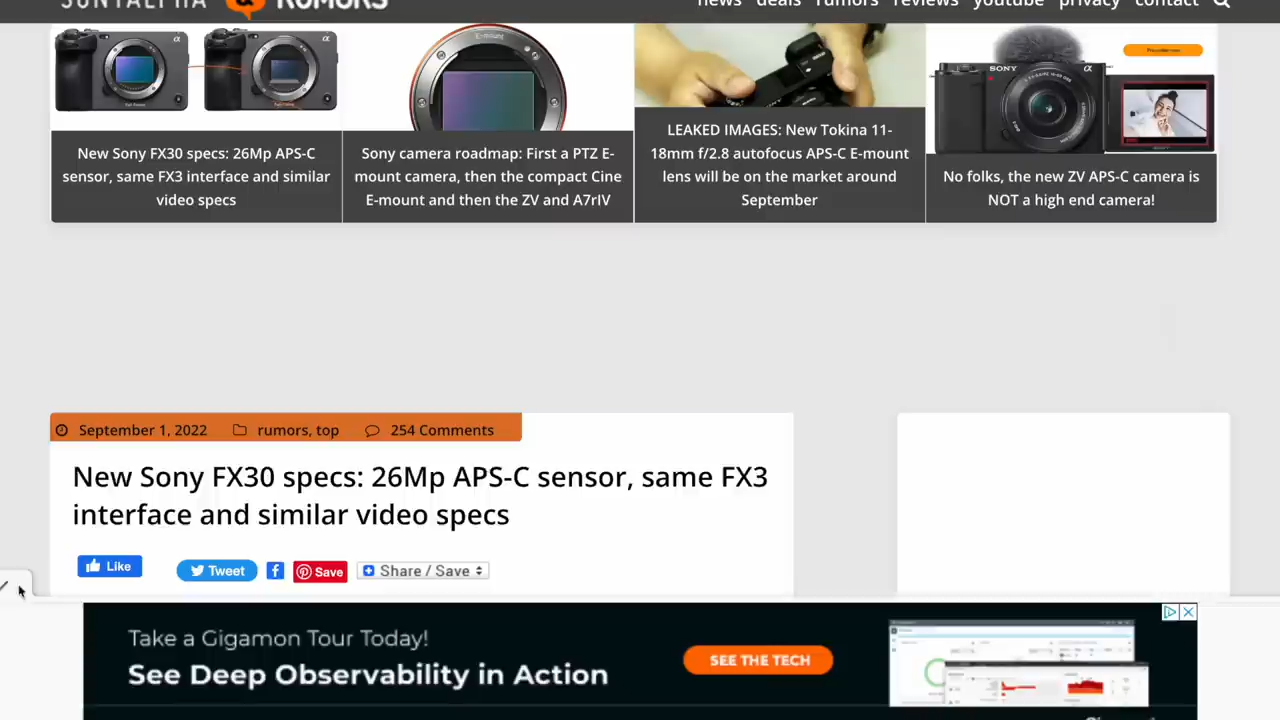 SONYALPHA RUMORS
news deals rumors reviews youtube privacy contact
New Sony FX30 specs: 26Mp APS-C
sensor, same FX3 interface and similar
video specs
E-mount
Sony camera roadmap: First a PTZ E-
mount camera, then the compact Cine
E-mount and then the ZV and A7rIV
LEAKED IMAGES: New Tokina 11-
18mm f/2.8 autofocus APS-C E-mount
lens will be on the market around
September
SONY
No folks, the new ZV APS-C camera is
NOT a high end camera!
September 1, 2022 rumors, top 254 Comments
New Sony FX30 specs: 26Mp APS-C sensor, same FX3
interface and similar video specs
Like Tweet Save Share / Save
Take a Gigamon Tour Today!
See Deep Observability in Action
SEE THE TECH